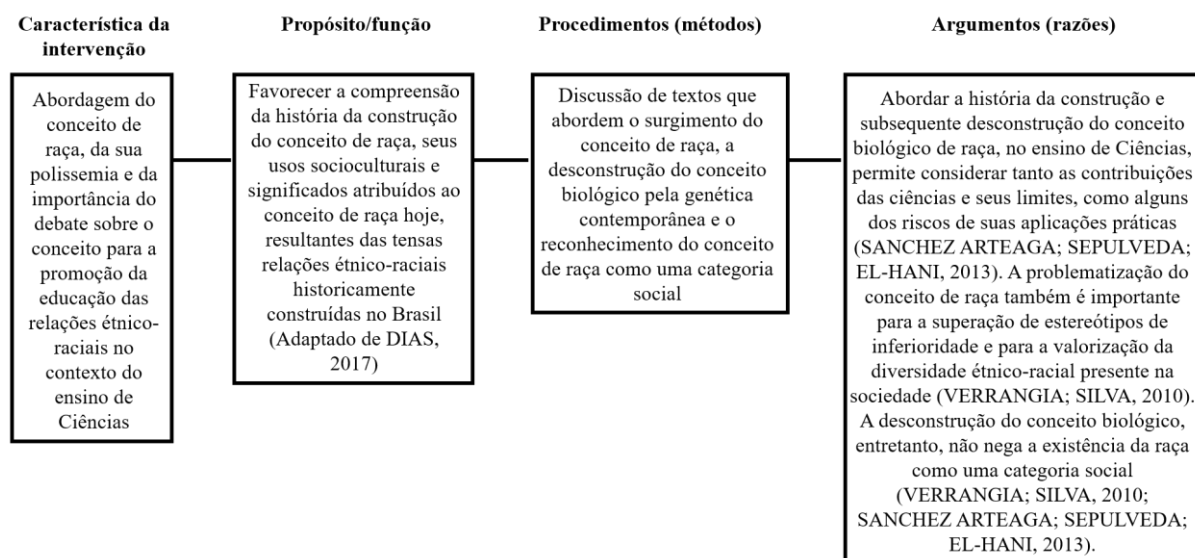 Característica da
intervenção
Abordagem do
conceito de
raça, da sua
polissemia e da
importância do
debate sobre o
conceito para a
promoção da
educação das
relações étnico-
raciais no
contexto do
ensino de
Ciências
Propósito/função
Favorecer a compreensão
da história da construção
do conceito de raça, seus
usos socioculturais e
significados atribuídos ao
conceito de raça hoje,
resultantes das tensas
relações étnico-raciais
historicamente
construídas no Brasil
(Adaptado de DIAS,
2017)
Procedimentos (métodos)
Discussão de textos que
abordem o surgimento do
conceito de raça, a
desconstrução do conceito
biológico pela genética
contemporânea e o
reconhecimento do conceito
de raça como uma categoria
social
Argumentos (razões)
Abordar a história da construção e
subsequente desconstrução do conceito
biológico de raça, no ensino de Ciências,
permite considerar tanto as contribuições
das ciências e seus limites, como alguns
dos riscos de suas aplicações práticas
(SANCHEZ ARTEAGA; SEPULVEDA;
EL-HANI, 2013). A problematização do
conceito de raça também é importante
para a superação de estereótipos de
inferioridade e para a valorização da
diversidade étnico-racial presente na
sociedade (VERRANGIA; SILVA, 2010).
A desconstrução do conceito biológico,
entretanto, não nega a existência da raça
como uma categoria social
(VERRANGIA; SILVA, 2010;
SANCHEZ ARTEAGA; SEPULVEDA;
EL-HANI, 2013).